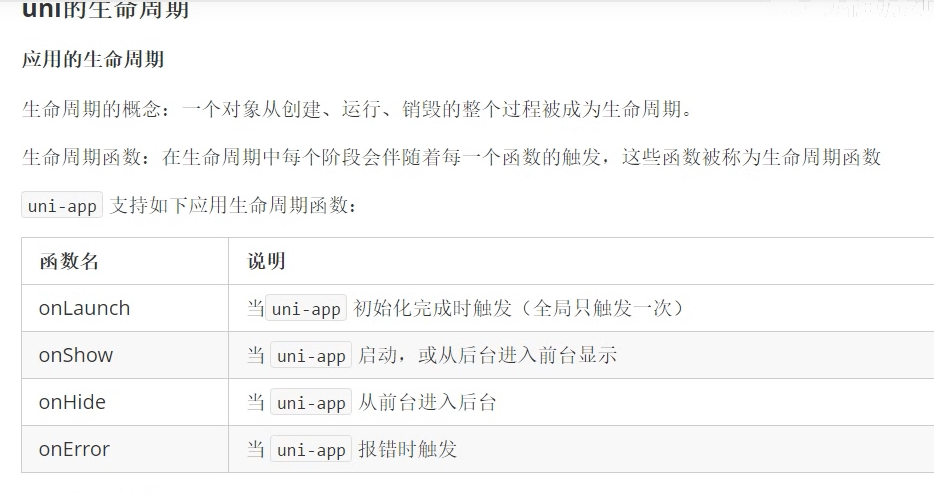 uni的生命周期
应用的生命周期
生命周期的概念：一个对象从创建、运行、销毁的整个过程被成为生命周期。
生命周期函数：在生命周期中每个阶段会伴随着每一个函数的触发，这些函数被称为生命周期函数
uni-app 支持如下应用生命周期函数：
函数名 说明
onLaunch 当 uni-app 初始化完成时触发（全局只触发一次）
onShow 当 uni-app 启动，或从后台进入前台显示
onHide 当 uni-app 从前台进入后台
onError 当 uni-app 报错时触发